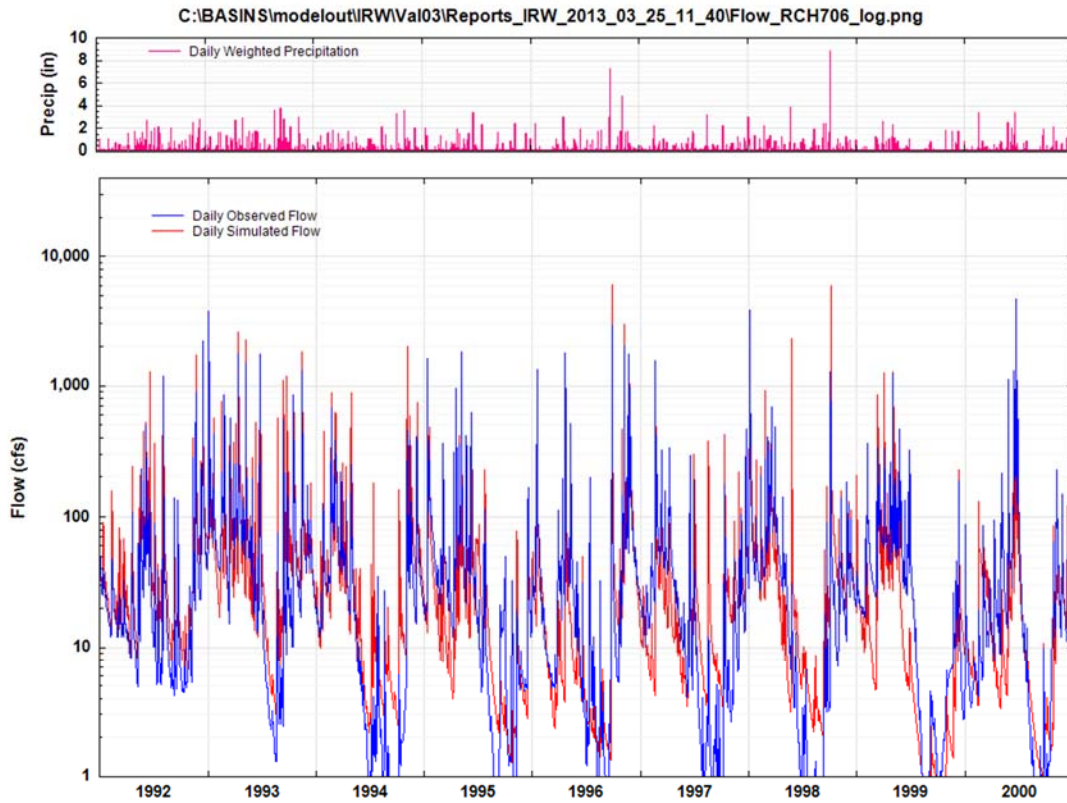 C:\BASINS\modelout\IRW\Val03\Reports_IRW_2013_03_25_11_40\Flow_RCH706_log.png
Precip (in)
10
8
6
4
2
0
Daily Weighted Precipitation
Flow (cfs)
10,000
1,000
100
10
1
Daily Observed Flow
Daily Simulated Flow
1992 1993 1994 1995 1996 1997 1998 1999 2000